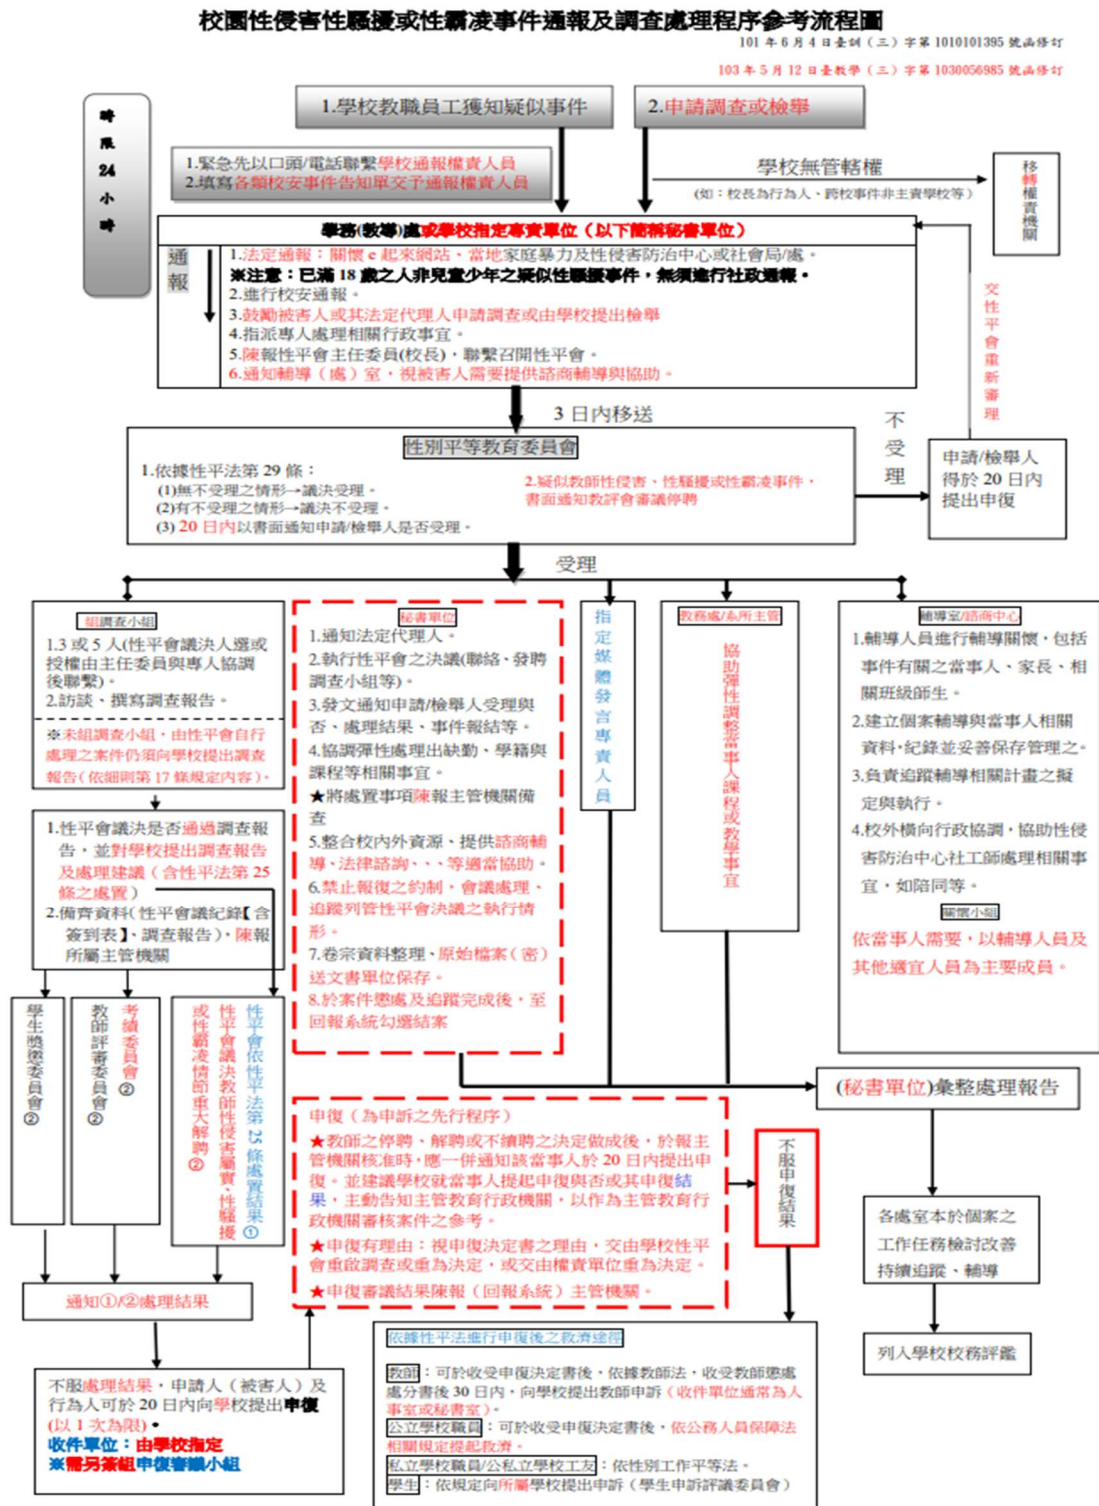 校園性侵害性騷擾或性霸凌事件通報及調查處理程序參考流程圖
101 年 6 月 4 日臺訓（三）字第 1010101395 號函修訂
103 年 5 月 12 日臺教學（三）字第 1030056985 號函修訂
時限24小時
1.學校教職員工獲知疑似事件
2.申請調查或檢舉
1.緊急先以口頭/電話聯繫學校通報權責人員
2.填寫各類校安事件告知單交予通報權責人員
學校無管轄權
(如：校長為行為人、跨校事件非主責學校等）
移轉權責機關
學務(教導)處或學校指定專責單位（以下簡稱秘書單位）
通報
1.法定通報：關懷 e 起來網站、當地家庭暴力及性侵害防治中心或社會局/處。
※注意：已滿 18 歲之人非兒童少年之疑似性騷擾事件，無須進行社政通報。
2.進行校安通報。
3.鼓勵被害人或其法定代理人申請調查或由學校提出檢舉
4.指派專人處理相關行政事宜。
5.陳報性平會主任委員(校長)，聯繫召開性平會。
6.通知輔導（處）室，視被害人需要提供諮商輔導與協助。
交性平會重新審理
3 日內移送
性別平等教育委員會
1.依據性平法第 29 條：
(1)無不受理之情形→議決受理。
(2)有不受理之情形→議決不受理。
(3) 20 日內以書面通知申請/檢舉人是否受理。
2.疑似教師性侵害、性騷擾或性霸凌事件，
書面通知教評會審議停聘
不受理
申請/檢舉人
得於 20 日內
提出申復
受理
組調查小組
1.3 或 5 人(性平會議決人選或
授權由主任委員與專人協調
後聯繫)。
2.訪談、撰寫調查報告。
※未組調查小組，由性平會自行
處理之案件仍須向學校提出調查
報告(依細則第 17 條規定內容)。
1.性平會議決是否通過調查報
告，並對學校提出調查報告
及處理建議（含性平法第 25
條之處置）
2.備齊資料(性平會議紀錄【含
簽到表】、調查報告)，陳報
所屬主管機關
學生獎懲委員會②
考績委員會
教師評審委員會②
性平會依性平法第 25 條處置結果①
性平會議決教師性侵害屬實、性騷擾
或性霸凌情節重大解聘②
通知①/②處理結果
不服處理結果，申請人（被害人）及
行為人可於 20 日內向學校提出申復
(以 1 次為限)。
收件單位：由學校指定
※需另簽組申復審議小組
秘書單位
1.通知法定代理人。
2.執行性平會之決議(聯絡、發聘
調查小組等)。
3.發文通知申請/檢舉人受理與
否、處理結果、事件報結等。
4.協調彈性處理出缺勤、學籍與
課程等相關事宜。
★將處置事項陳報主管機關備
查
5.整合校內外資源、提供諮商輔
導、法律諮詢、、、等適當協助。
6.禁止報復之約制，會議處理、
追蹤列管性平會決議之執行情
形。
7.卷宗資料整理、原始檔案（密）
送文書單位保存。
8.於案件懲處及追蹤完成後，至
回報系統勾選結案
指定媒體發言專責人員
教務處/系所主管
協助彈性調整當事人課程或教學事宜
輔導室/諮商中心
1.輔導人員進行輔導關懷，包括
事件有關之當事人、家長、相
關班級師生。
2.建立個案輔導與當事人相關
資料，紀錄並妥善保存管理之。
3.負責追蹤輔導相關計畫之擬
定與執行。
4.校外橫向行政協調，協助性侵
害防治中心社工師處理相關事
宜，如陪同等。
關懷小組
依當事人需要，以輔導人員及
其他適宜人員為主要成員。
(秘書單位)彙整處理報告
各處室本於個案之
工作任務檢討改善
持續追蹤、輔導
列入學校校務評鑑
申復（為申訴之先行程序）
★教師之停聘、解聘或不續聘之決定做成後，於報主
管機關核准時，應一併通知該當事人於 20 日內提出申
復。並建議學校就當事人提起申復與否或其申復結
果，主動告知主管教育行政機關，以作為主管教育行
政機關審核案件之參考。
★申復有理由：視申復決定書之理由，交由學校性平
會重啟調查或重為決定，或交由權責單位重為決定。
★申復審議結果陳報（回報系統）主管機關。
不服申復結果
依據性平法進行申復後之救濟途徑
教師：可於收受申復決定書後，依據教師法，收受教師懲處
處分書後 30 日內，向學校提出教師申訴（收件單位通常為人
事室或秘書室）。
公立學校職員：可於收受申復決定書後，依公務人員保障法
相關規定提起救濟。
私立學校職員/公私立學校工友：依性別工作平等法。
學生：依規定向所屬學校提出申訴（學生申訴評議委員會）